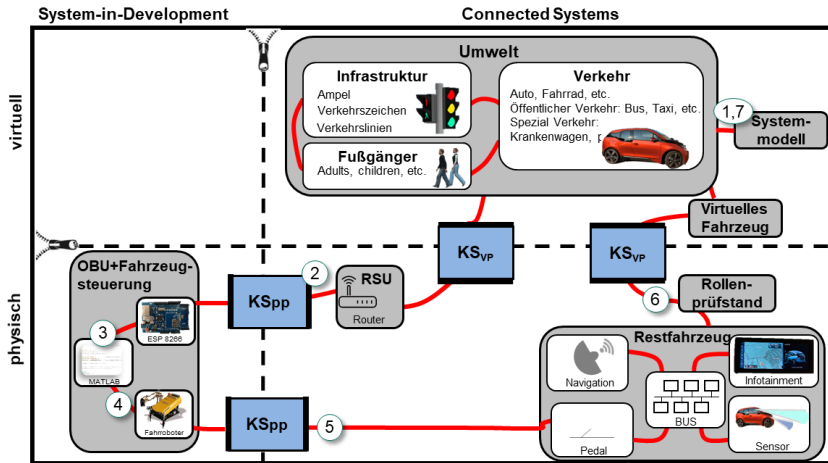 System-in-Development
Connected Systems
virtuell
physisch
Umwelt
Infrastruktur
Ampel
Verkehrszeichen
Verkehrslinien
Fußgänger
Adults, children, etc.
Verkehr
Auto, Fahrrad, etc.
Öffentlicher Verkehr: Bus, Taxi, etc.
Spezial Verkehr:
Krankenwagen,
1,7
System-
modell
Virtuelles
Fahrzeug
KSVP
KSVP
OBU+Fahrzeug-
steuerung
ESP 8266
3
MATLAB
4
Fahrroboter
KSpp
2
RSU
Router
6
Rollen-
prüfstand
KSpp
5
Restfahrzeug
Navigation
Pedal
BUS
Infotainment
Sensor